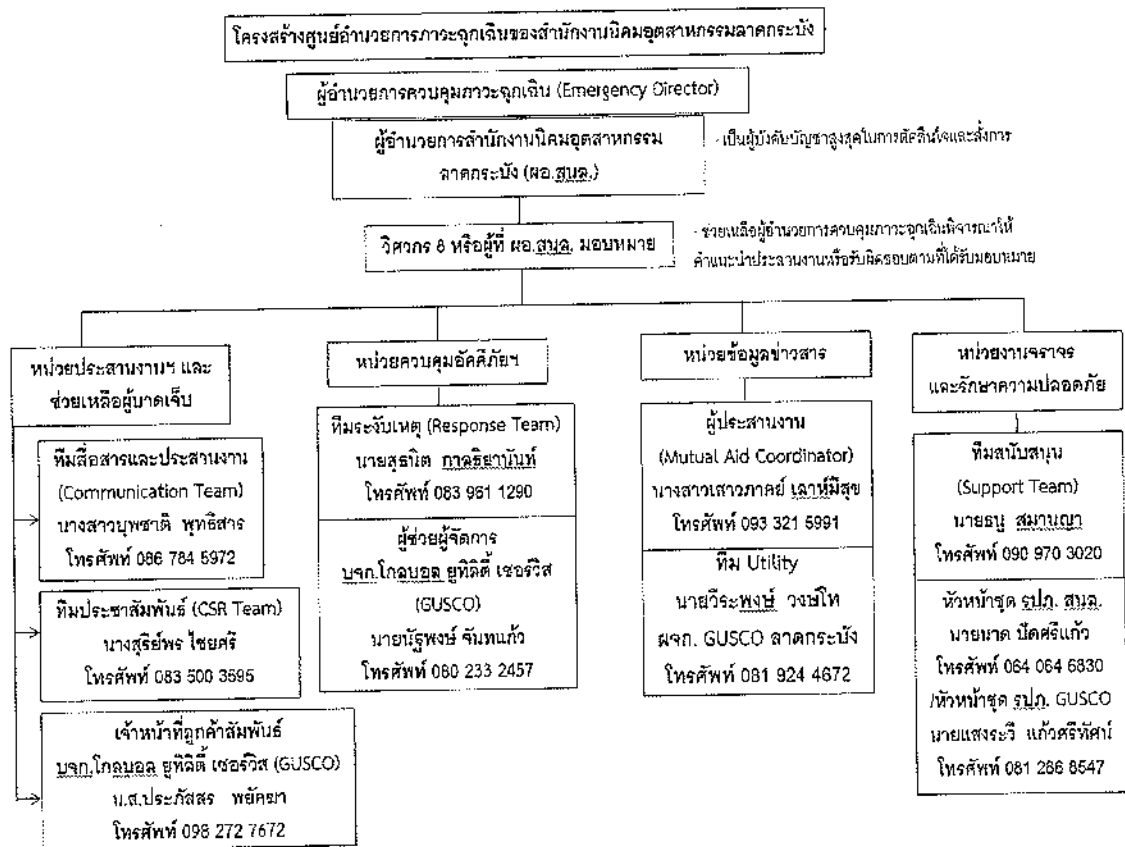 โครงสร้างศูนย์อำนวยการภาวะฉุกเฉินของสำนักงานนิคมอุตสาหกรรมลาดกระบัง
ผู้อำนวยการควบคุมภาวะฉุกเฉิน (Emergency Director)
ผู้อำนวยการสำนักงานนิคมอุตสาหกรรม
ลาดกระบัง (ผอ.สนล.)
- เป็นผู้บังคับบัญชาสูงสุดในการตัดสินใจและสั่งการ
วิศวกร 8 หรือผู้ที่ ผอ.สนล. มอบหมาย
- ช่วยเหลือผู้อำนวยการควบคุมภาวะฉุกเฉินพิจารณาให้
คำแนะนำประสานงานหรือรับผิดชอบตามที่ได้รับมอบหมาย
หน่วยประสานงานฯ และ
ช่วยเหลือผู้บาดเจ็บ
ทีมสื่อสารและประสานงาน
(Communication Team)
นางสาวบุพชาติ พุทธิสาร
โทรศัพท์ 086 784 5972
ทีมประชาสัมพันธ์ (CSR Team)
นางสุรีย์พร ไชยศรี
โทรศัพท์ 083 500 3595
เจ้าหน้าที่ลูกค้าสัมพันธ์
บจก.โกลบอล ยูทิลิตี้ เซอร์วิส (GUSCO)
น.ส.ประภัสสร พยัคฆา
โทรศัพท์ 098 272 7672
หน่วยควบคุมอัคคีภัยฯ
ทีมระงับเหตุ (Response Team)
นายสุธนิต กาลธิยานันท์
โทรศัพท์ 083 961 1290
ผู้ช่วยผู้จัดการ
บจก.โกลบอล ยูทิลิตี้ เซอร์วิส
(GUSCO)
นายนัฐพงษ์ จันทแก้ว
โทรศัพท์ 080 233 2457
หน่วยข้อมูลข่าวสาร
ผู้ประสานงาน
(Mutual Aid Coordinator)
นางสาวเสาวภาคย์ เลาห์มีสุข
โทรศัพท์ 093 321 5991
ทีม Utility
นายวีระพงษ์ วงษ์โท
ผจก. GUSCO ลาดกระบัง
โทรศัพท์ 081 924 4672
หน่วยงานจราจร
และรักษาความปลอดภัย
ทีมสนับสนุน
(Support Team)
นายธนู สมานญา
โทรศัพท์ 090 970 3020
หัวหน้าชุด รปภ. สนล.
นายนาด ปัดศรีแก้ว
โทรศัพท์ 064 064 6830
/หัวหน้าชุด รปภ. GUSCO
นายแสงระวี แก้วศรีทัศน์
โทรศัพท์ 081 286 8547